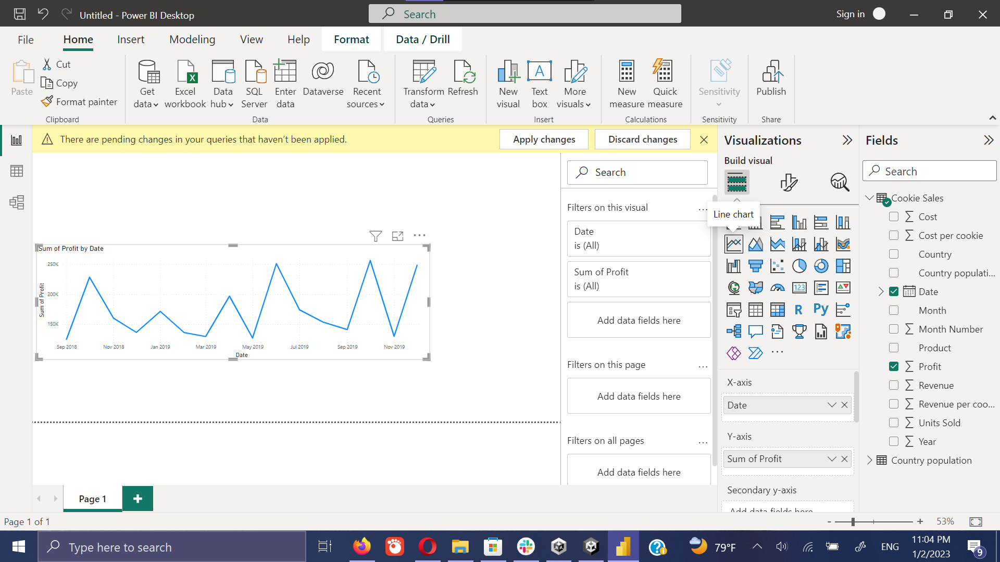 Untitled - Power BI Desktop
Search
Sign in
File
Home
Insert
Modeling
View
Help
Format
Data / Drill
Paste
Cut
Copy
Format painter
Clipboard
Get
data
Excel
workbook
Data
hub
SQL
Server
Enter
data
Dataverse
Recent
sources
Data
Transform
data
Refresh
Queries
New
visual
Text
box
More
visuals
Insert
New
measure
Quick
measure
Calculations
Sensitivity
Sensitivity
Publish
Share
There are pending changes in your queries that haven't been applied.
Apply changes
Discard changes
Sum of Profit by Date
250K
200K
150K
Sum of Profit
Sep 2018
Nov 2018
Jan 2019
Mar 2019
May 2019
Jul 2019
Sep 2019
Nov 2019
Date
Search
Filters on this visual
...
Date
is (All)
Sum of Profit
is (All)
Add data fields here
Filters on this page
...
Add data fields here
Filters on all pages
...
Add data fields here
Visualizations
Build visual
Line chart
123
R
Py
...
X-axis
Date
Y-axis
Sum of Profit
Secondary y-axis
Add data fields here
Fields
Search
Cookie Sales
Cost
Cost per cookie
Country
Country populati...
Date
Month
Month Number
Product
Profit
Revenue
Revenue per coo...
Units Sold
Year
Country population
Page 1
Page 1 of 1
- + 53%
Type here to search
79°F
ENG
11:04 PM
1/2/2023
9